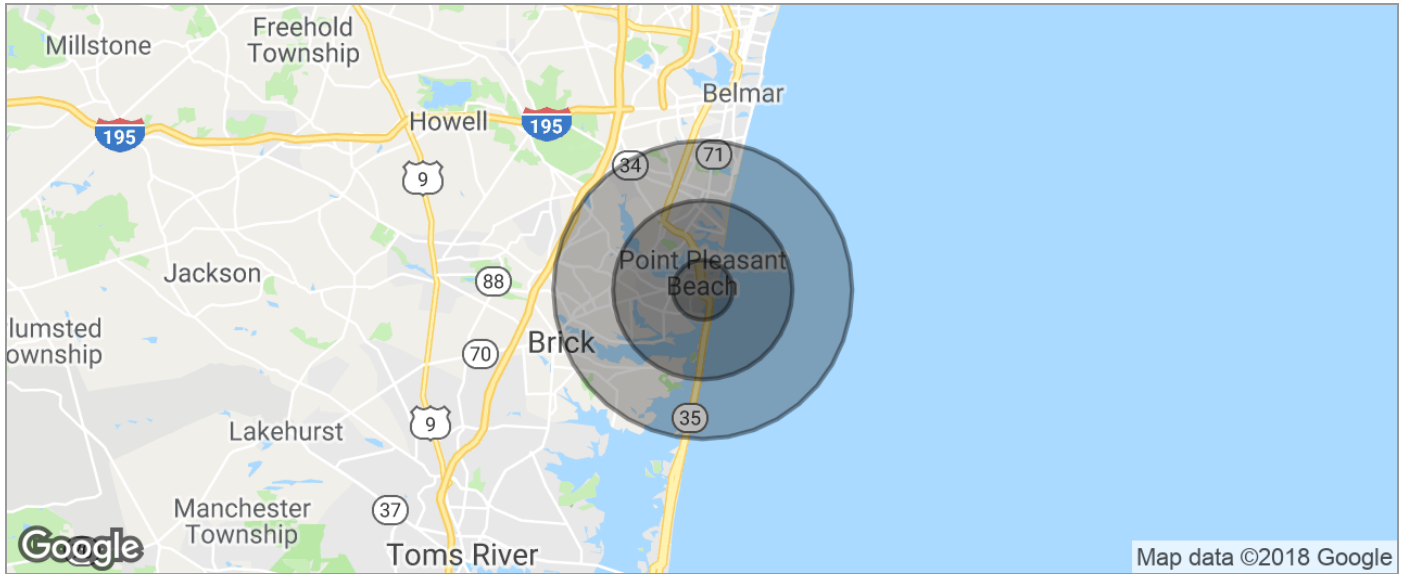 Freehold
Township
Millstone
Belmar
195
Howell
195
71
34
9
Point Pleasant
Beach
Jackson
88
lumsted
ownship
Brick
70
35
9
Lakehurst
37
Manchester
Township
Toms River
Google
Map data ©2018 Google